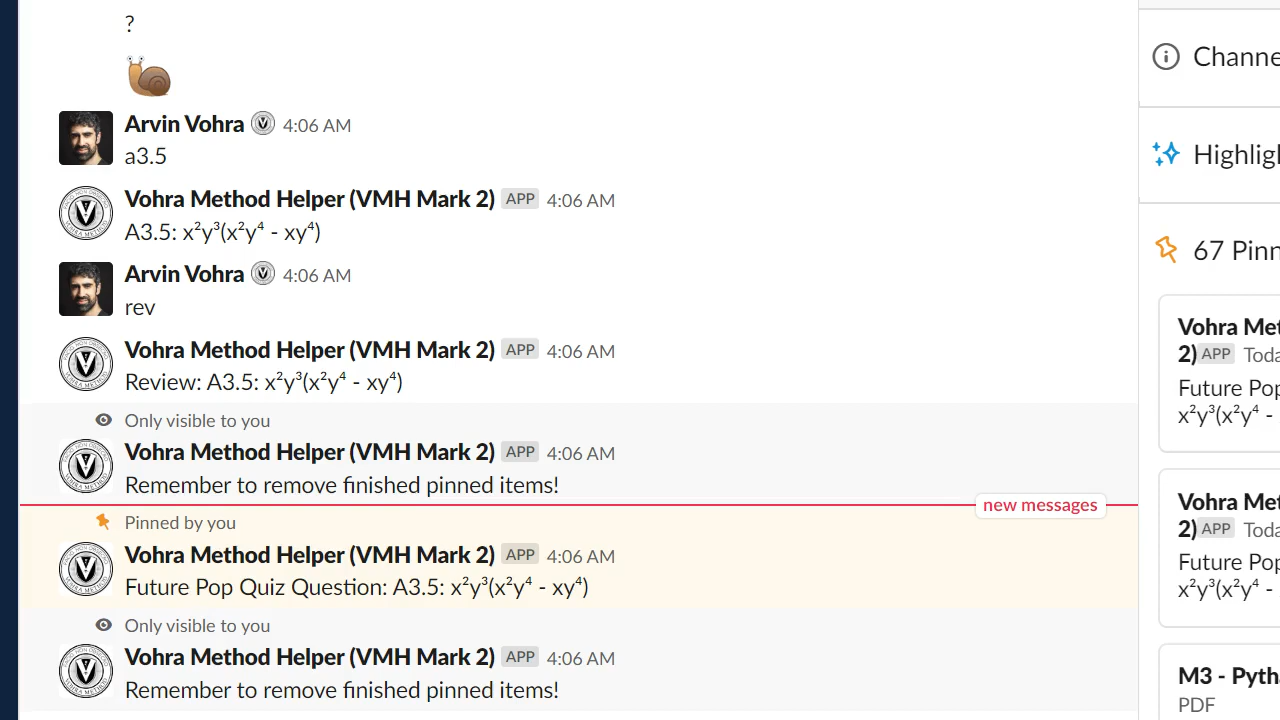 ?
Arvin Vohra 4:06 AM
a3.5
Vohra Method Helper (VMH Mark 2) APP 4:06 AM
A3.5: x²y³(x²y⁴ - xy⁴)
Arvin Vohra 4:06 AM
rev
Vohra Method Helper (VMH Mark 2) APP 4:06 AM
Review: A3.5: x²y³(x²y⁴ - xy⁴)
Only visible to you
Vohra Method Helper (VMH Mark 2) APP 4:06 AM
Remember to remove finished pinned items!
new messages
Pinned by you
Vohra Method Helper (VMH Mark 2) APP 4:06 AM
Future Pop Quiz Question: A3.5: x²y³(x²y⁴ - xy⁴)
Only visible to you
Vohra Method Helper (VMH Mark 2) APP 4:06 AM
Remember to remove finished pinned items!
Channe
Highlig
67 Pinn
Vohra Met
2) APP Toda
Future Pop
x²y³(x²y⁴ -
Vohra Met
2) APP Toda
Future Pop
x²y³(x²y⁴ -
M3 - Pyth
PDF